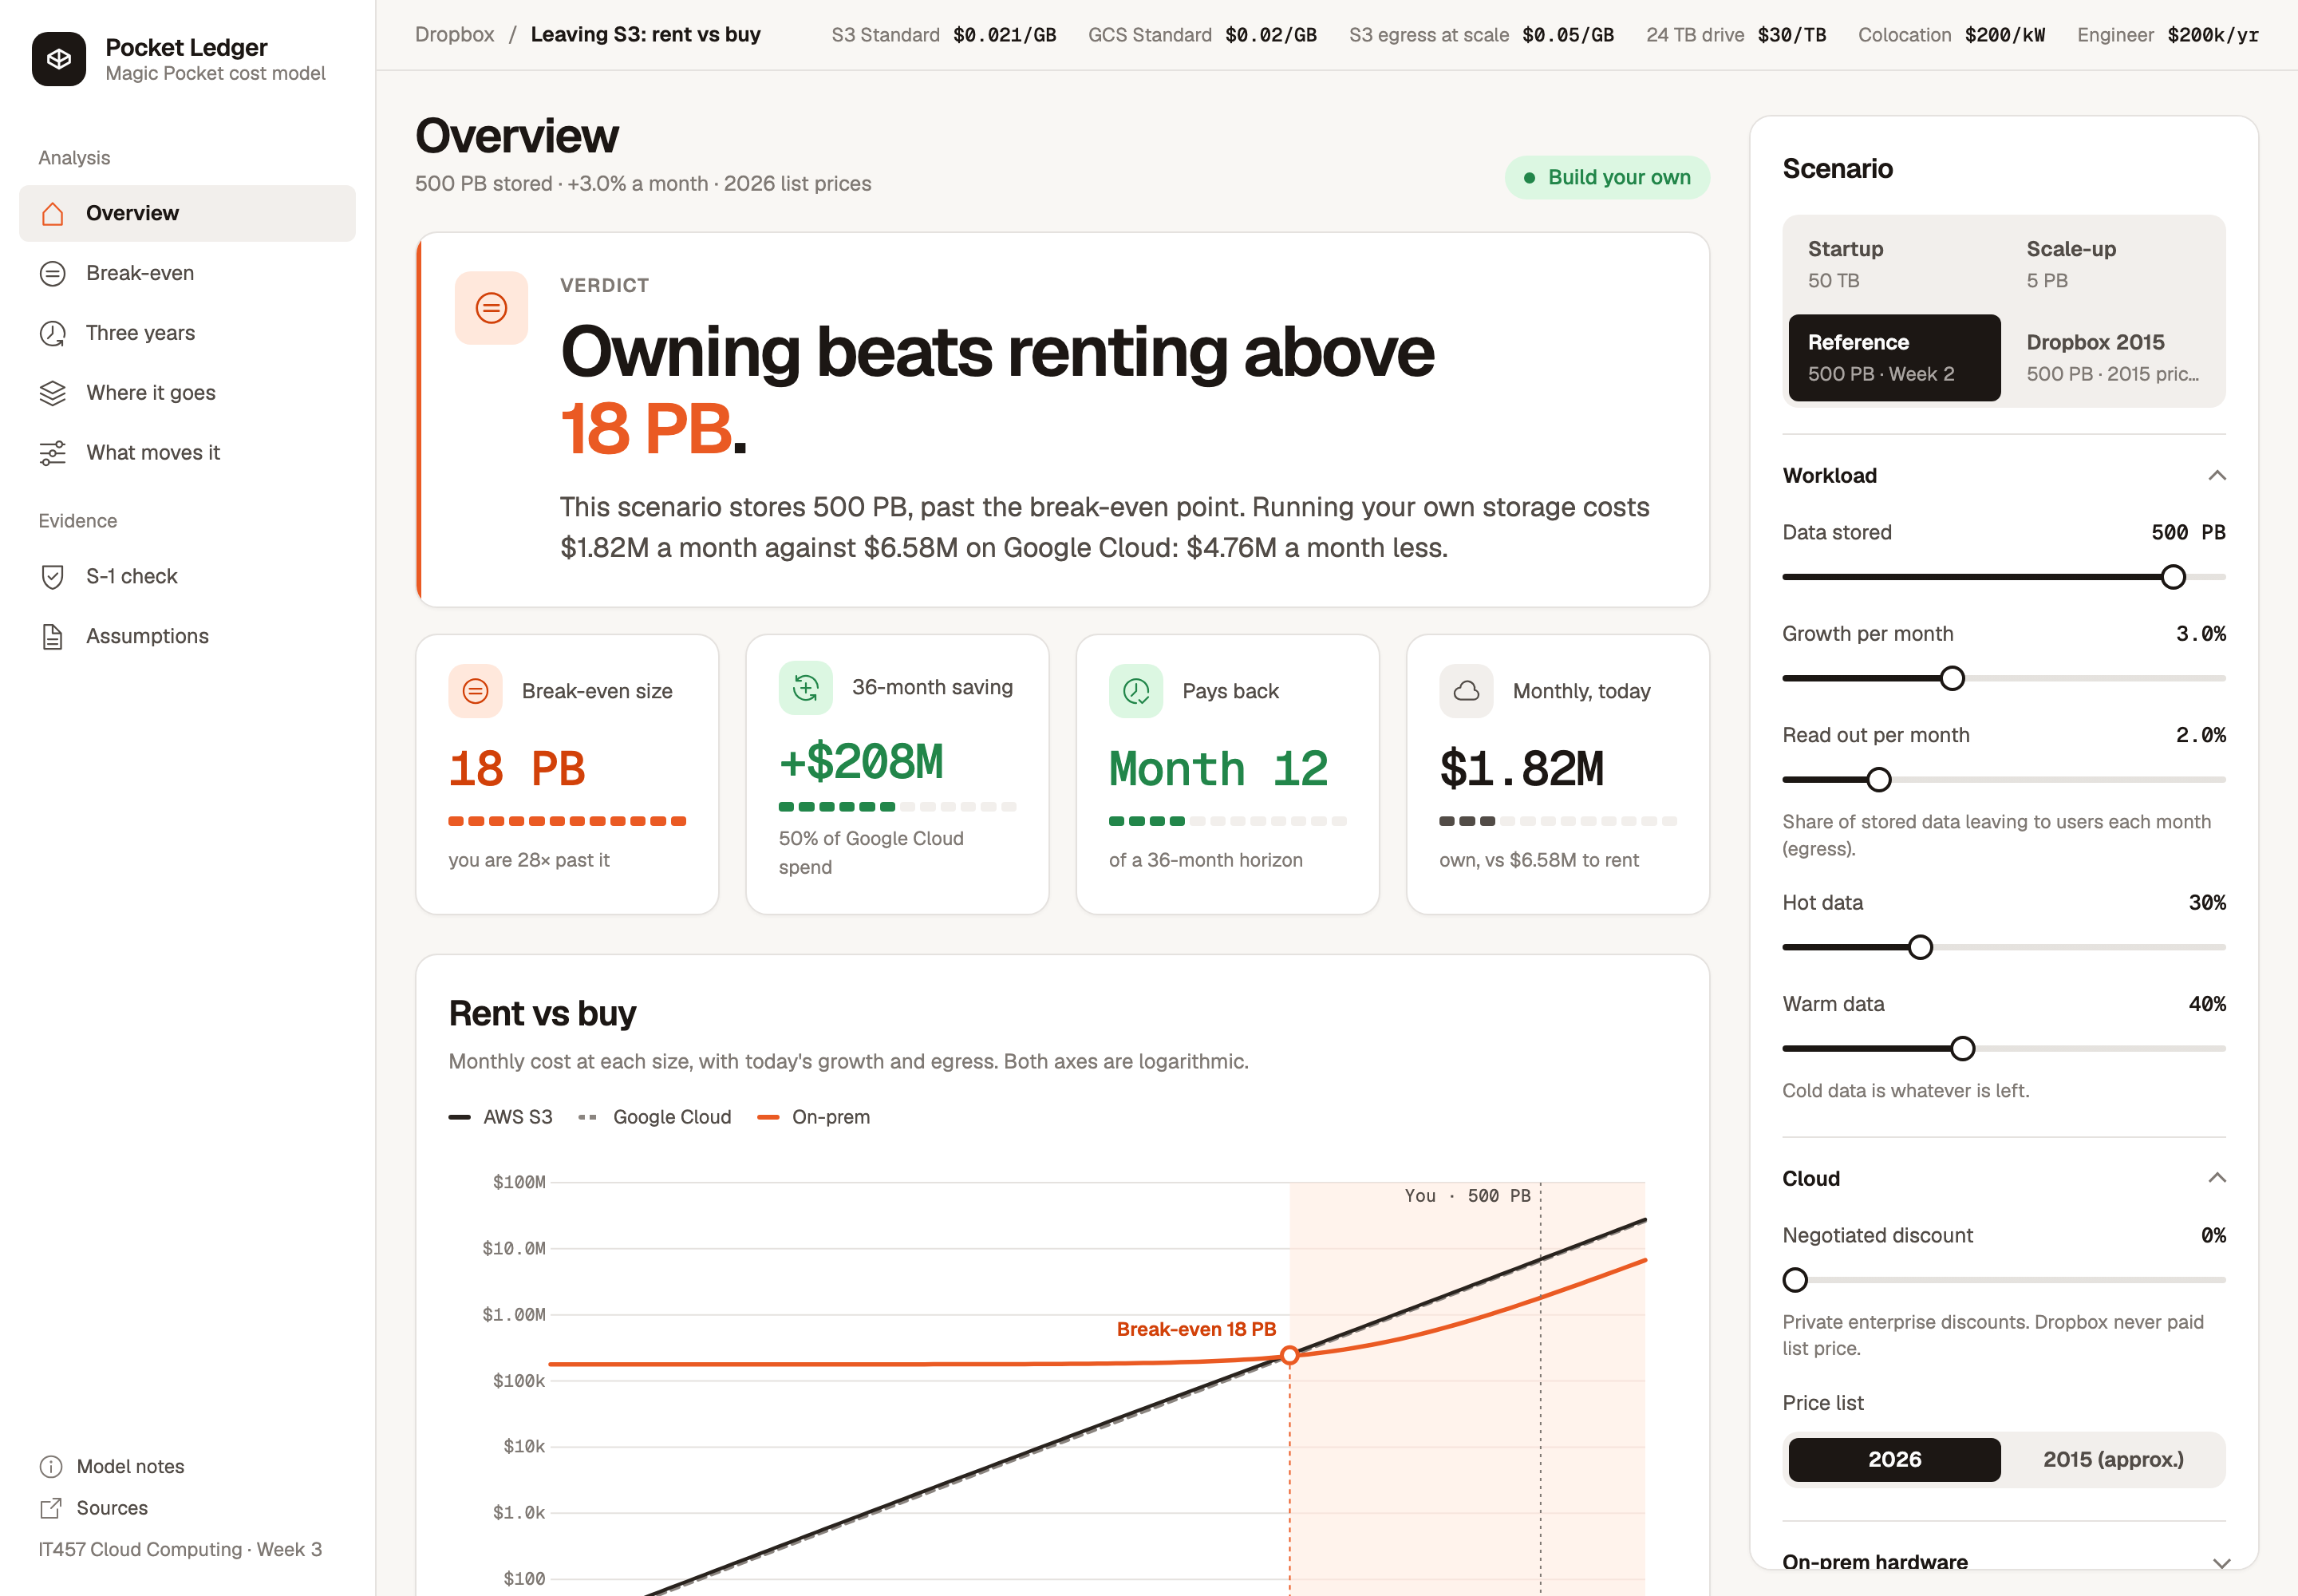 Pocket Ledger
Magic Pocket cost model
Analysis
Overview
Break-even
Three years
Where it goes
What moves it
Evidence
S-1 check
Assumptions
Model notes
Sources
IT457 Cloud Computing · Week 3
Dropbox / Leaving S3: rent vs buy
S3 Standard $0.021/GB
GCS Standard $0.02/GB
S3 egress at scale $0.05/GB
24 TB drive $30/TB
Colocation $200/kW
Engineer $200k/yr
Overview
500 PB stored · +3.0% a month · 2026 list prices
Build your own
VERDICT
Owning beats renting above
18 PB.
This scenario stores 500 PB, past the break-even point. Running your own storage costs
$1.82M a month against $6.58M on Google Cloud: $4.76M a month less.
Break-even size
18 PB
you are 28× past it
36-month saving
+$208M
50% of Google Cloud
spend
Pays back
Month 12
of a 36-month horizon
Monthly, today
$1.82M
own, vs $6.58M to rent
Rent vs buy
Monthly cost at each size, with today's growth and egress. Both axes are logarithmic.
AWS S3
Google Cloud
On-prem
$100M
$10.0M
$1.00M
$100k
$10k
$1.0k
$100
You · 500 PB
Break-even 18 PB
Scenario
Startup
50 TB
Scale-up
5 PB
Reference
500 PB · Week 2
Dropbox 2015
500 PB · 2015 pric...
Workload
Data stored 500 PB
Growth per month 3.0%
Read out per month 2.0%
Share of stored data leaving to users each month
(egress).
Hot data 30%
Warm data 40%
Cold data is whatever is left.
Cloud
Negotiated discount 0%
Private enterprise discounts. Dropbox never paid
list price.
Price list
2026
2015 (approx.)
On-prem hardware